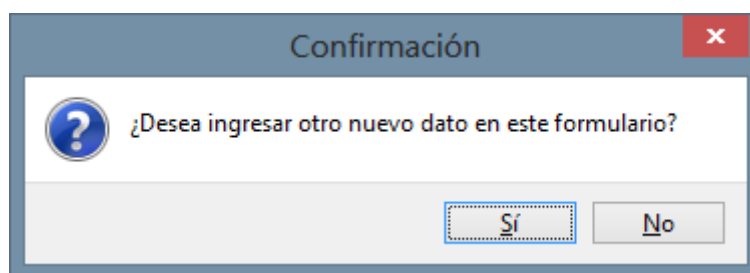 Confirmación
¿Desea ingresar otro nuevo dato en este formulario?
Sí
No